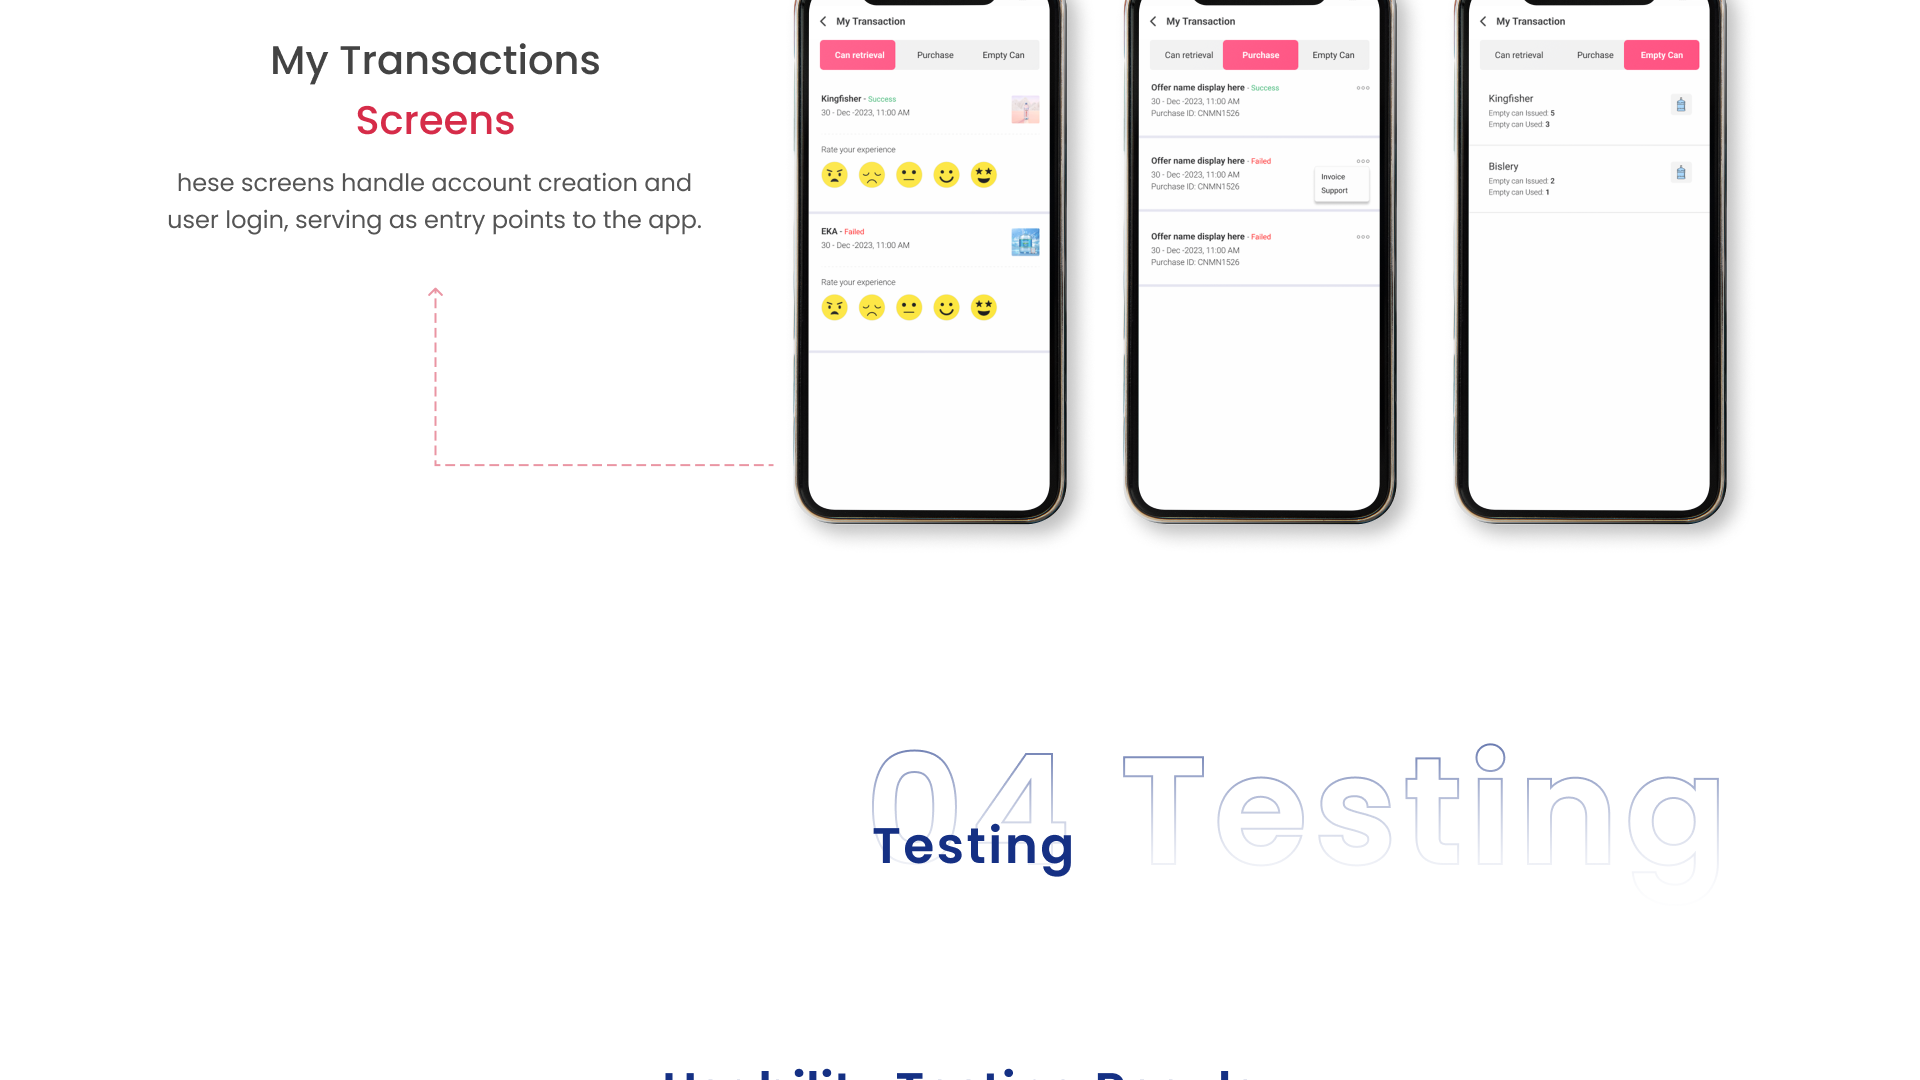 My Transactions
Screens
hese screens handle account creation and
user login, serving as entry points to the app.
My Transaction
Can retrieval Purchase Empty Can
Kingfisher - Success
30 - Dec -2023, 11:00 AM
Rate your experience
EKA - Failed
30 - Dec -2023, 11:00 AM
Rate your experience
My Transaction
Can retrieval Purchase Empty Can
Offer name display here - Success
30 - Dec -2023, 11:00 AM
Purchase ID: CNMN1526
Offer name display here - Failed
30 - Dec -2023, 11:00 AM
Purchase ID: CNMN1526
Invoice
Support
Offer name display here - Failed
30 - Dec -2023, 11:00 AM
Purchase ID: CNMN1526
My Transaction
Can retrieval Purchase Empty Can
Kingfisher
Empty can Issued: 5
Empty can Used: 3
Bislery
Empty can Issued: 2
Empty can Used: 1
04 Testing
Testing
Usability Testing